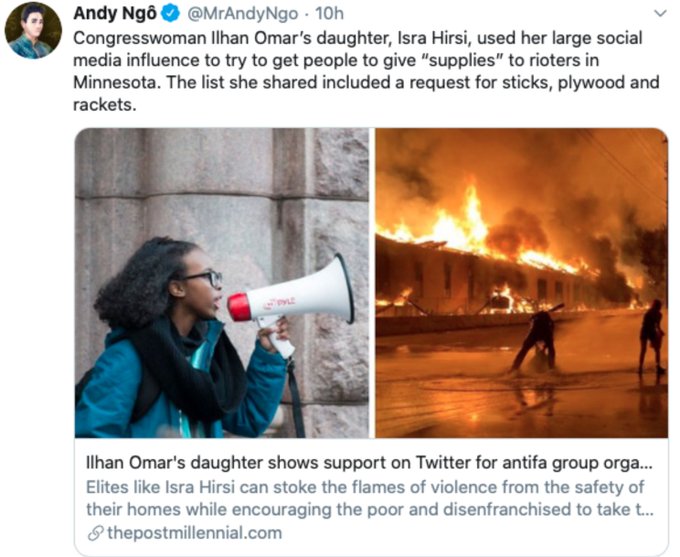 Andy Ngô @MrAndyNgo · 10h
Congresswoman Ilhan Omar's daughter, Isra Hirsi, used her large social
media influence to try to get people to give “supplies” to rioters in
Minnesota. The list she shared included a request for sticks, plywood and
rackets.
PYLE
Ilhan Omar's daughter shows support on Twitter for antifa group orga...
Elites like Isra Hirsi can stoke the flames of violence from the safety of
their homes while encouraging the poor and disenfranchised to take t...
thepostmillennial.com